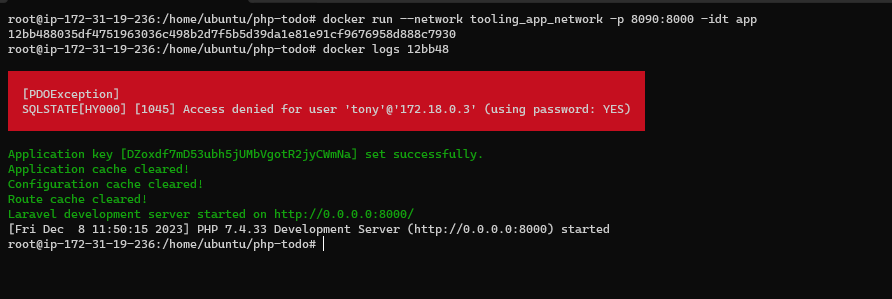 root@ip-172-31-19-236:/home/ubuntu/php-todo# docker run --network tooling_app_network -p 8090:8000 -idt app
12bb488035df4751963036c498b2d7f5b5d39da1e81e91cf9676958d888c7930
root@ip-172-31-19-236:/home/ubuntu/php-todo# docker logs 12bb48
[PDOException]
SQLSTATE[HY000] [1045] Access denied for user 'tony'@'172.18.0.3' (using password: YES)
Application key [DZoxdf7mD53ubh5jUMbVgotR2jyCWmNa] set successfully.
Application cache cleared!
Configuration cache cleared!
Route cache cleared!
Laravel development server started on http://0.0.0.0:8000/
[Fri Dec  8 11:50:15 2023] PHP 7.4.33 Development Server (http://0.0.0.0:8000) started
root@ip-172-31-19-236:/home/ubuntu/php-todo#